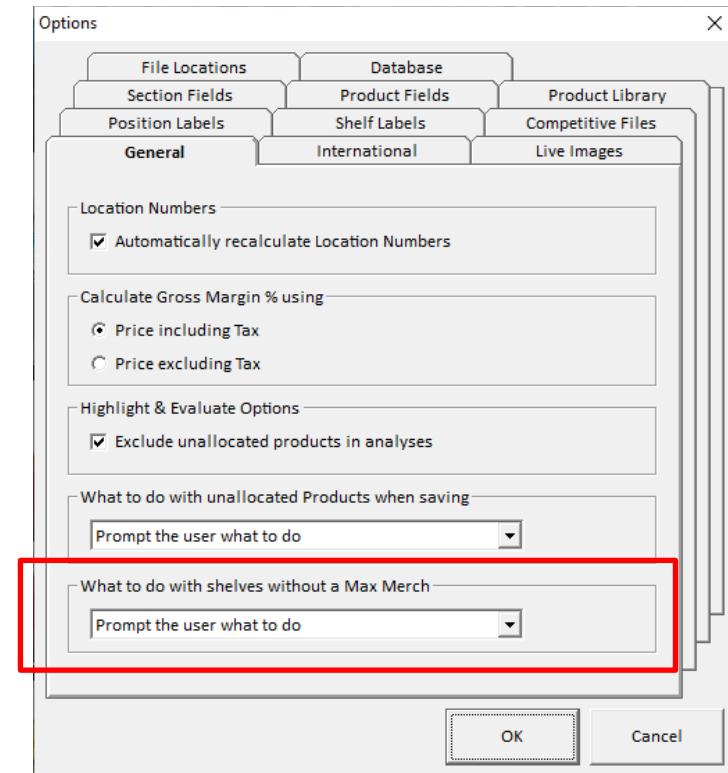 Options
File Locations Database
Section Fields Product Fields Product Library
Position Labels Shelf Labels Competitive Files
General International Live Images
Location Numbers
Automatically recalculate Location Numbers
Calculate Gross Margin % using
Price including Tax
Price excluding Tax
Highlight & Evaluate Options
Exclude unallocated products in analyses
What to do with unallocated Products when saving
Prompt the user what to do
What to do with shelves without a Max Merch
Prompt the user what to do
OK Cancel